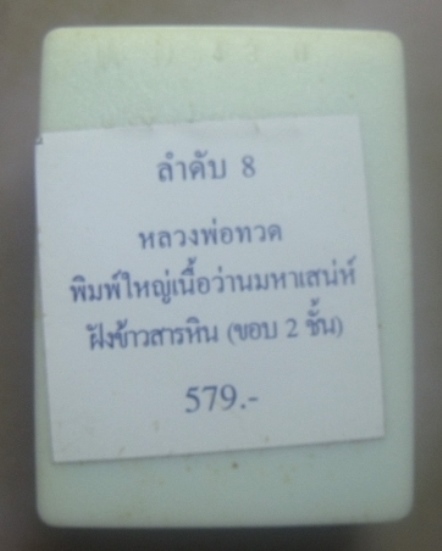 ลำดับ 8
หลวงพ่อทวด
พิมพ์ใหญ่เนื้อว่านมหาเสน่ห์
ฝังข้าวสารหิน (ขอบ 2 ชั้น)
579.-